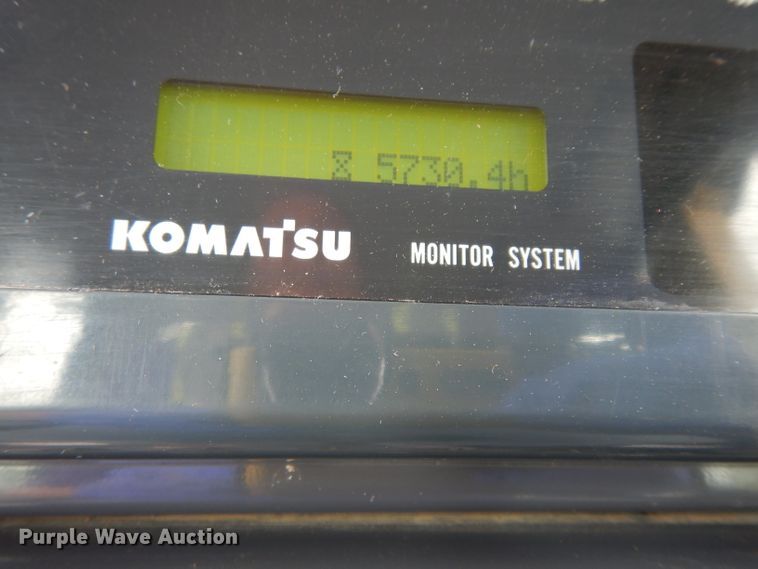 5730.4h
KOMATSU
MONITOR SYSTEM
Purple Wave Auction